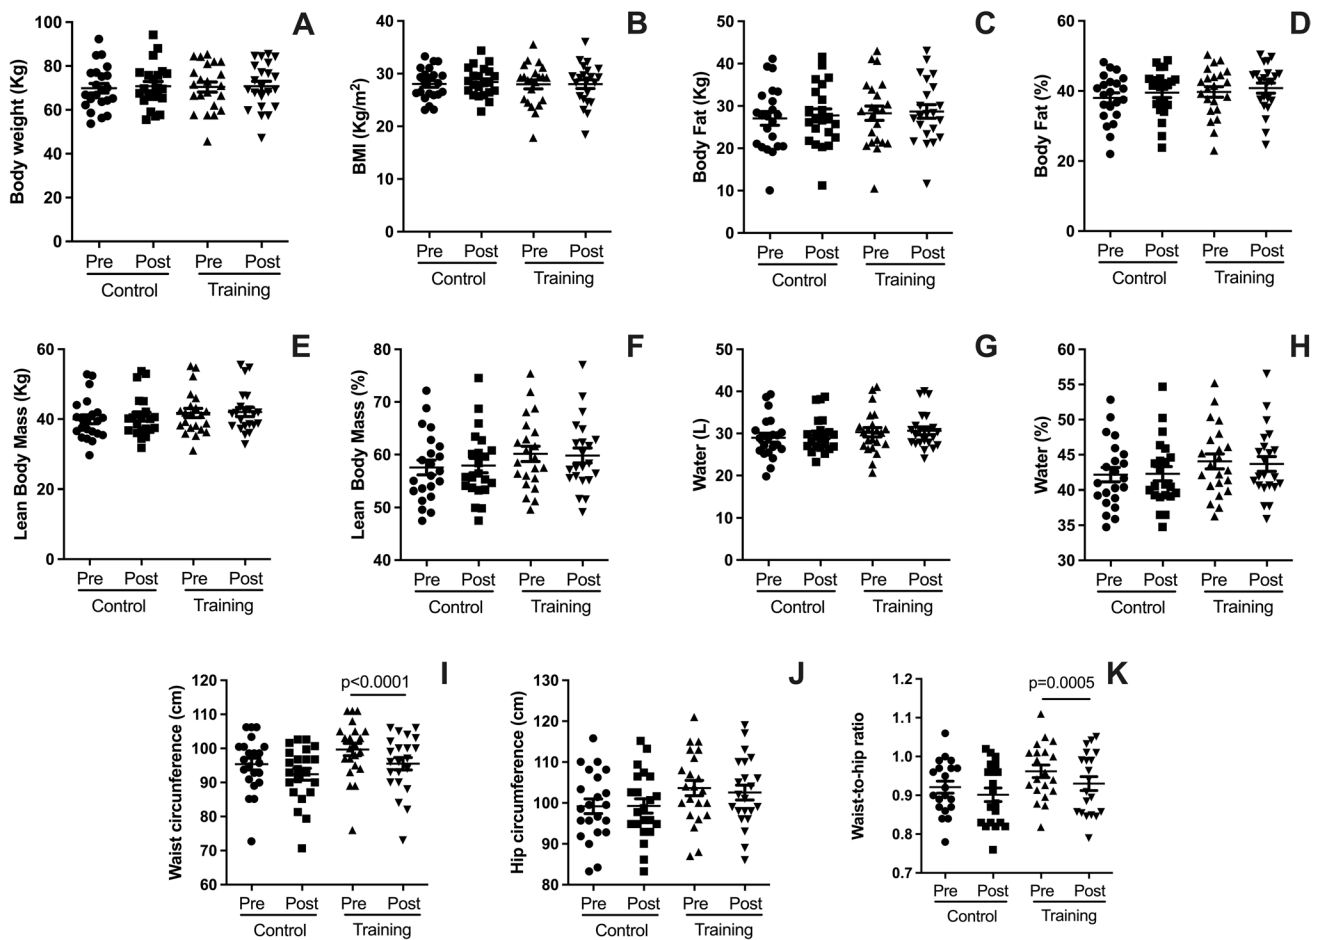 A
Body weight (Kg)
100
80
60
40
20
0
Pre Post Pre Post
Control Training
B
BMI (Kg/m²)
40
30
20
10
0
Pre Post Pre Post
Control Training
C
Body Fat (Kg)
50
40
30
20
10
0
Pre Post Pre Post
Control Training
D
Body Fat (%)
60
40
20
0
Pre Post Pre Post
Control Training
E
Lean Body Mass (Kg)
60
40
20
0
Pre Post Pre Post
Control Training
F
Lean Body Mass (%)
80
70
60
50
40
Pre Post Pre Post
Control Training
G
Water (L)
50
40
30
20
10
0
Pre Post Pre Post
Control Training
H
Water (%)
60
55
50
45
40
35
30
Pre Post Pre Post
Control Training
I
Waist circunference (cm)
p<0.0001
120
110
100
90
80
70
60
Pre Post Pre Post
Control Training
J
Hip circumference (cm)
130
120
110
100
90
80
Pre Post Pre Post
Control Training
K
Waist-to-hip ratio
p=0.0005
1.2
1.1
1.0
0.9
0.8
0.7
Pre Post Pre Post
Control Training